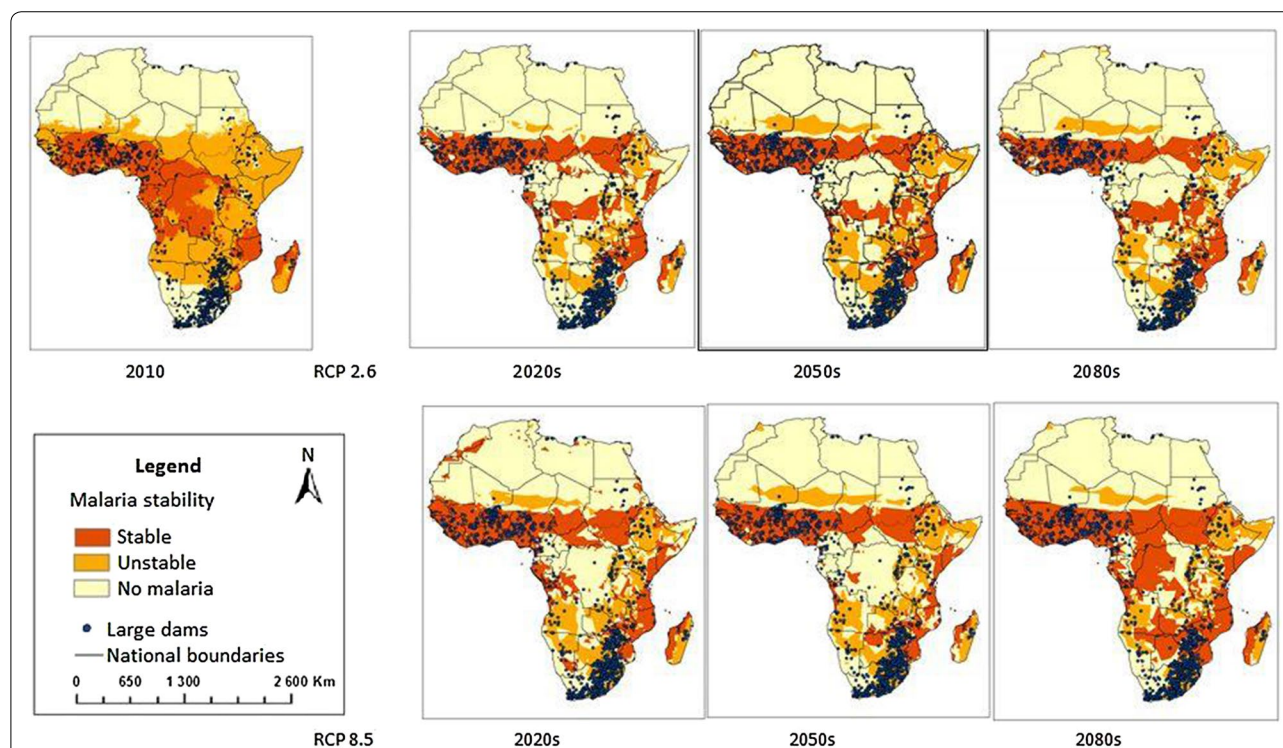 2010
RCP 2.6
2020s
2050s
2080s
Legend
N
Malaria stability
Stable
Unstable
No malaria
Large dams
National boundaries
0 650 1 300 2 600 Km
RCP 8.5
2020s
2050s
2080s